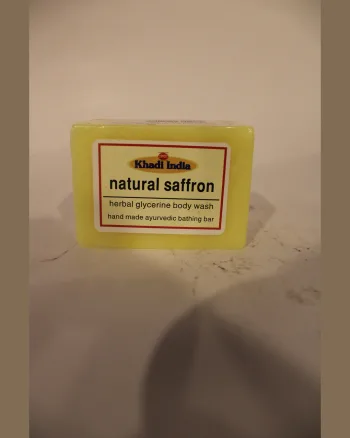 Khadi India
natural saffron
herbal glycerine body wash
hand made ayurvedic bathing bar